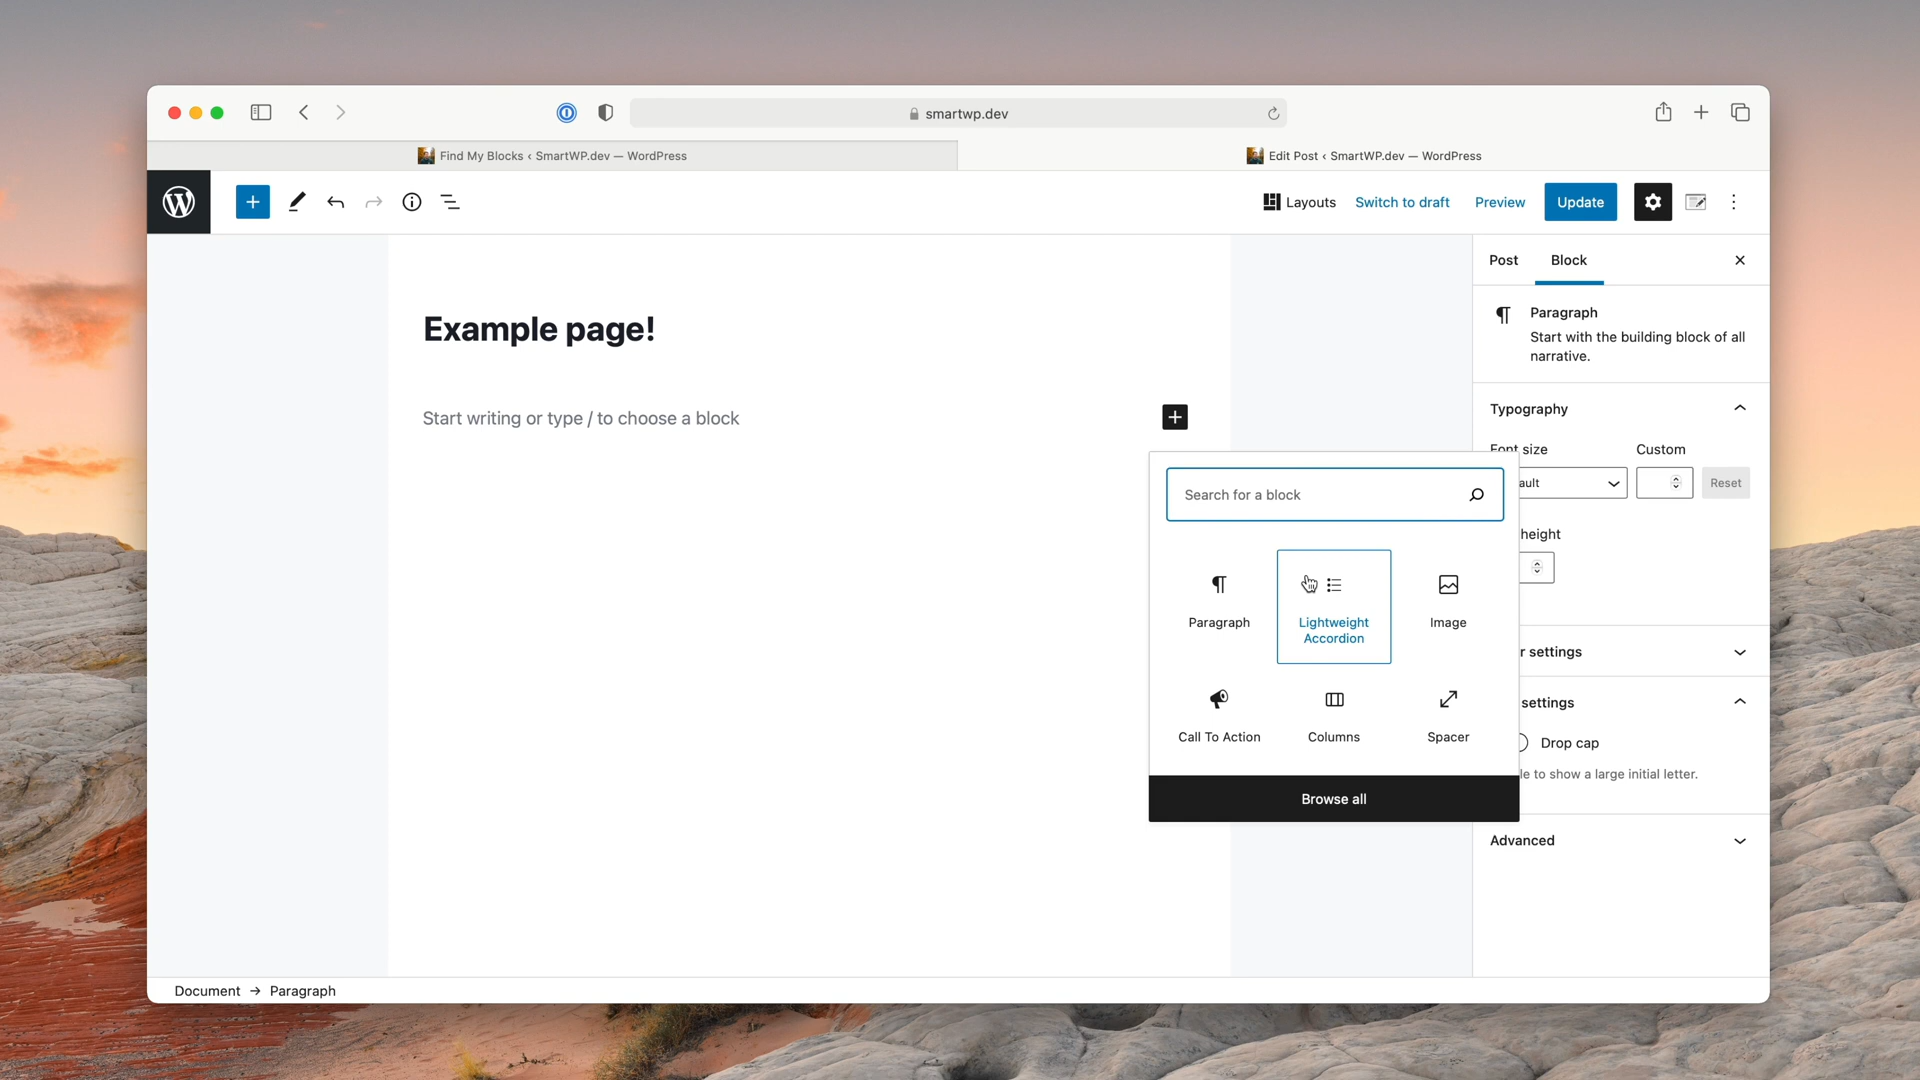 smartwp.dev
Find My Blocks ‹ SmartWP.dev — WordPress
Edit Post ‹ SmartWP.dev — WordPress
Layouts
Switch to draft
Preview
Update
Example page!
Start writing or type / to choose a block
Search for a block
Paragraph
Lightweight
Accordion
Image
Call To Action
Columns
Spacer
Browse all
Post
Block
Paragraph
Start with the building block of all
narrative.
Typography
Font size
Custom
ault
Reset
height
r settings
settings
Drop cap
le to show a large initial letter.
Advanced
Document → Paragraph